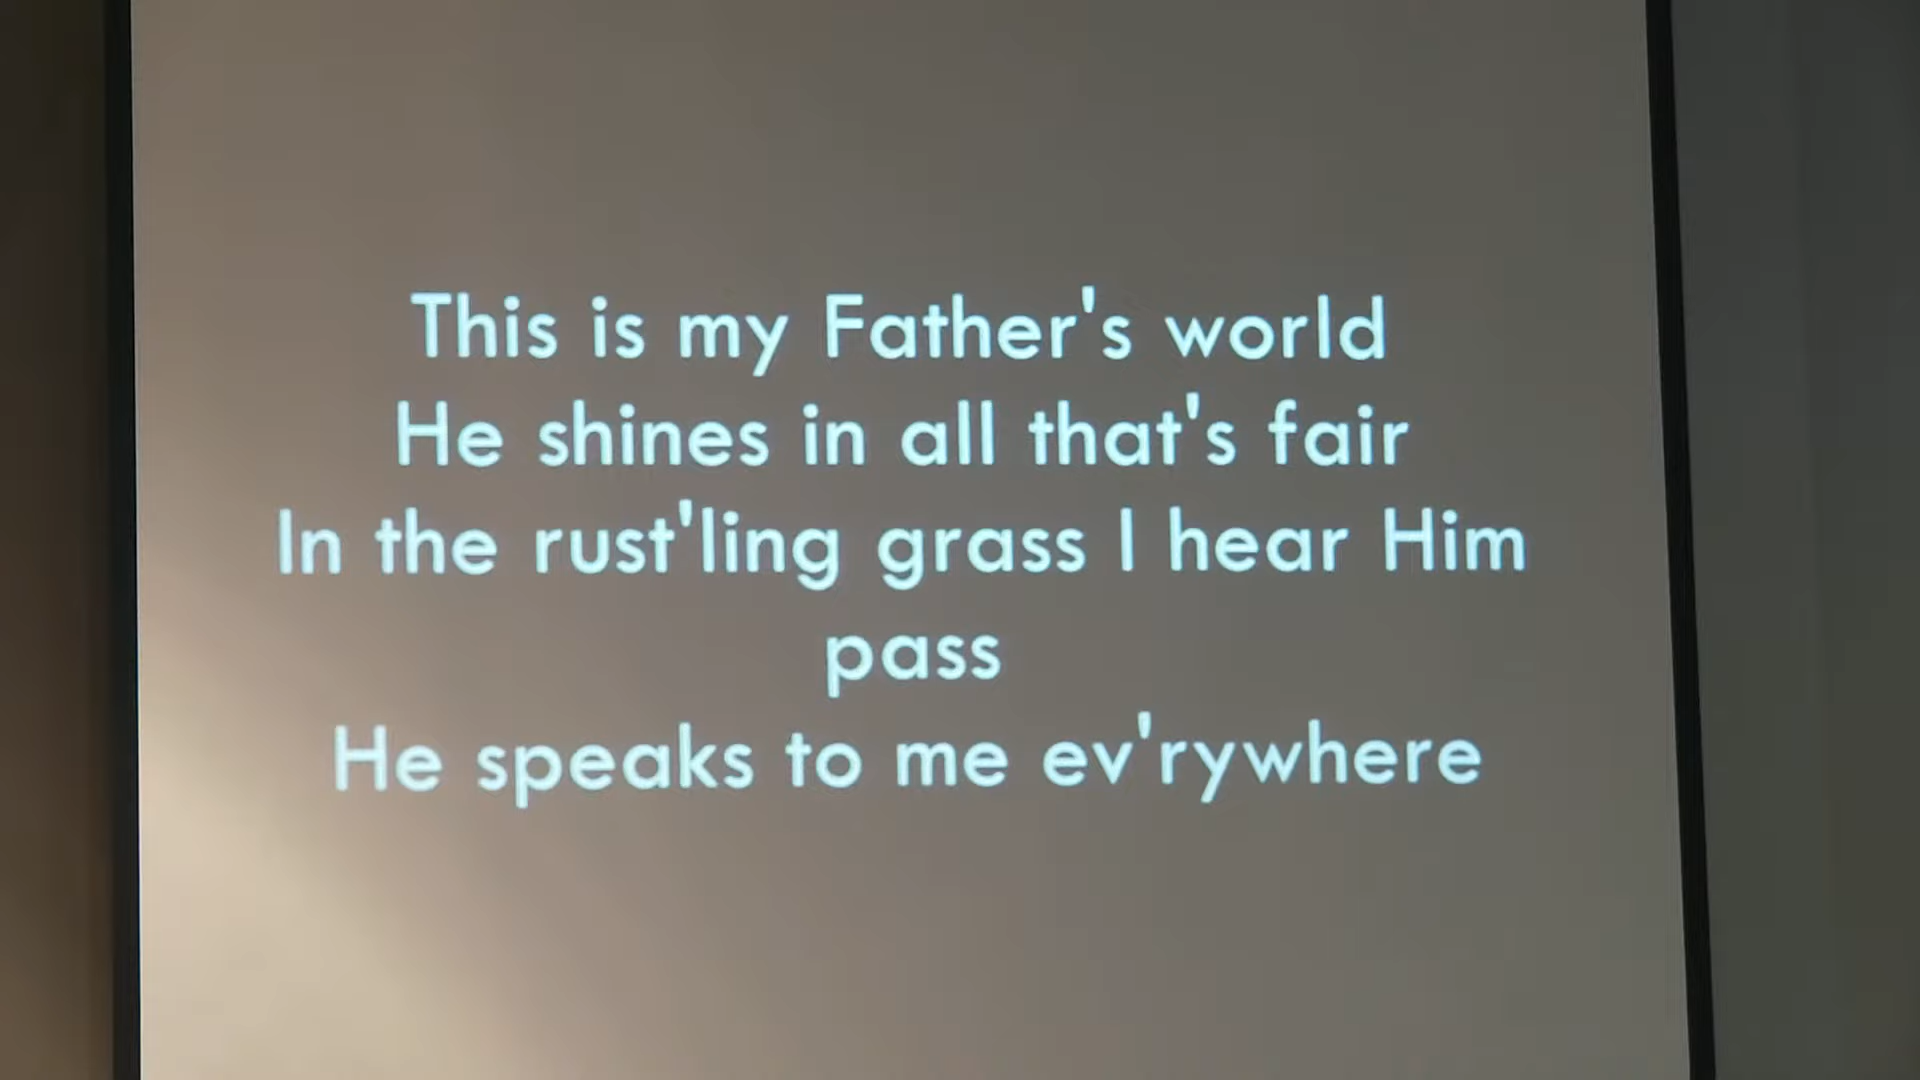 This is my Father's world
He shines in all that's fair
In the rust'ling grass I hear Him
pass
He speaks to me ev'rywhere